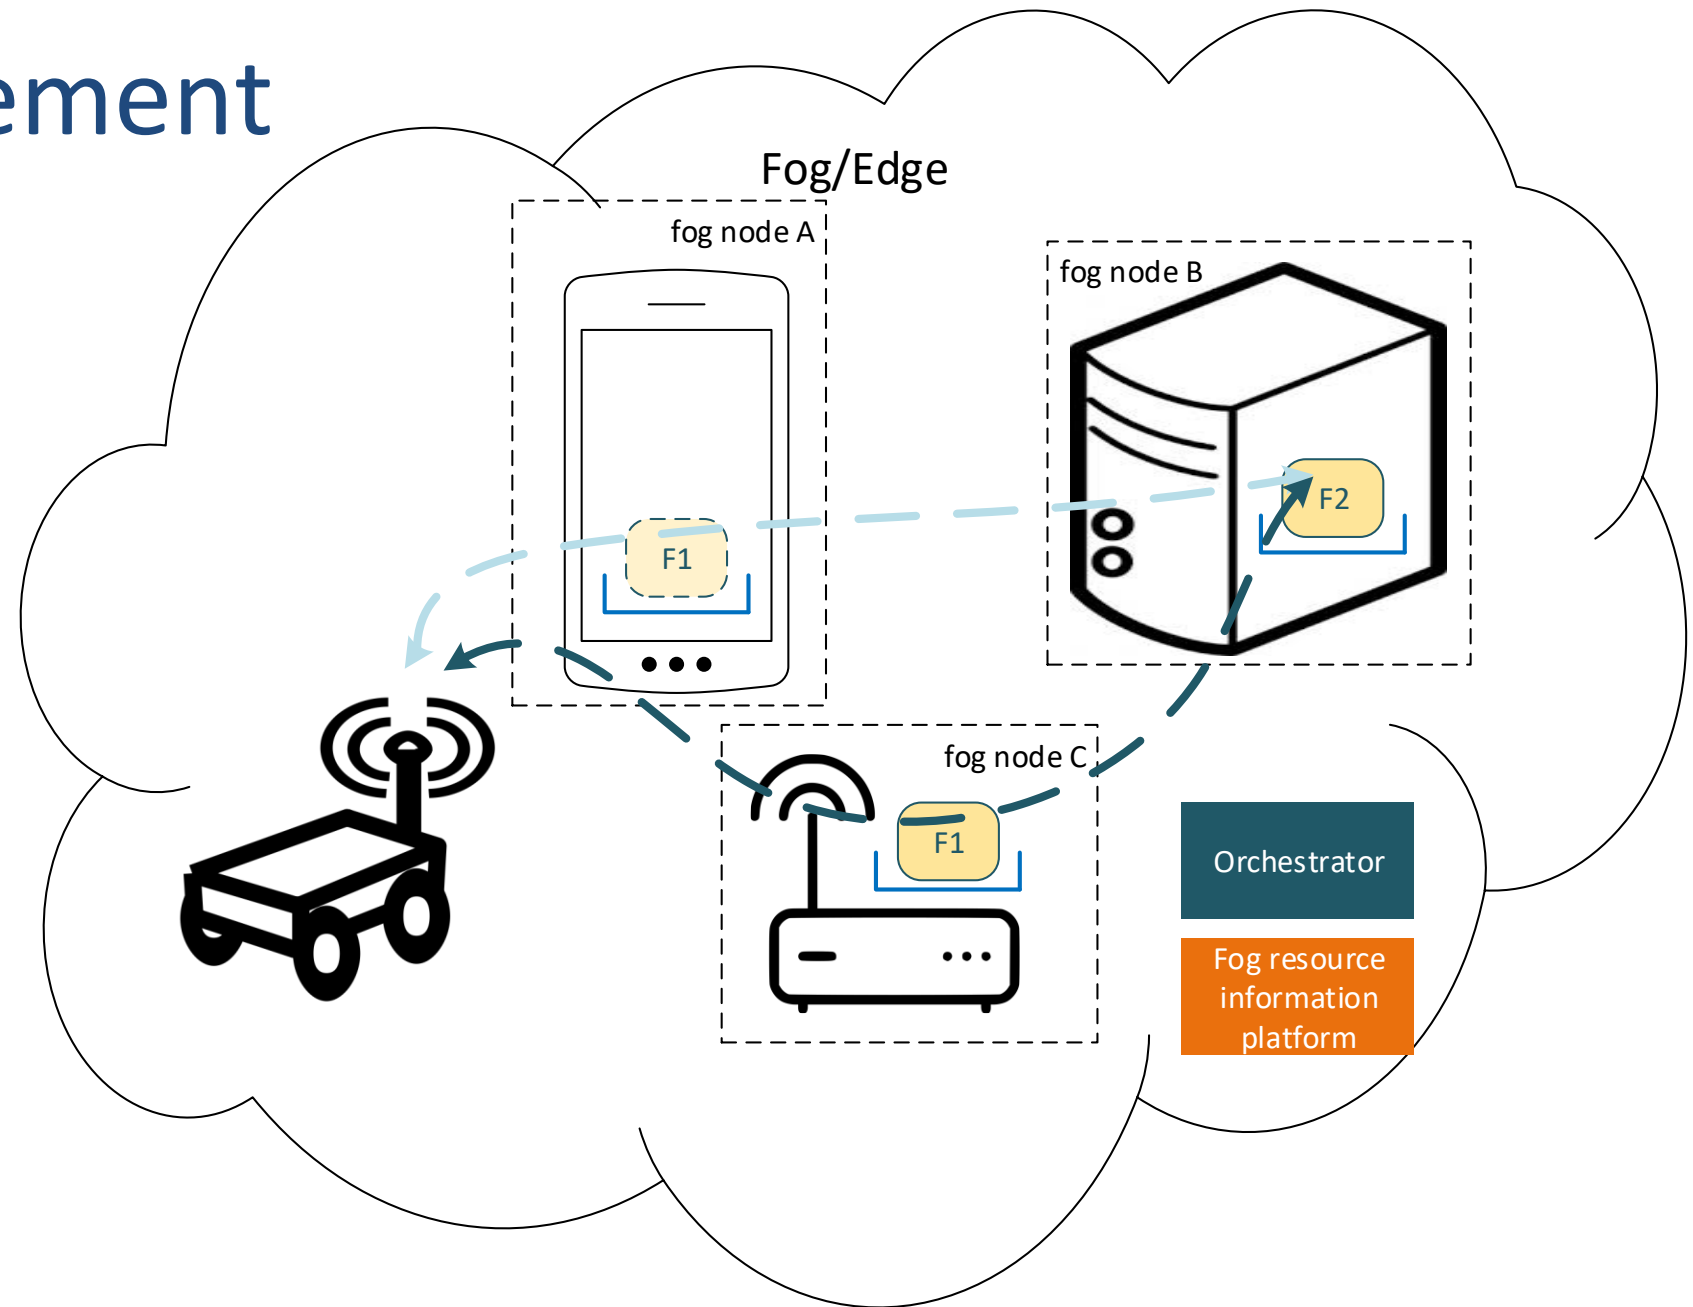 ement
Fog/Edge
fog node A
fog node B
F2
F1
fog node C
F1
Orchestrator
Fog resource
information
platform